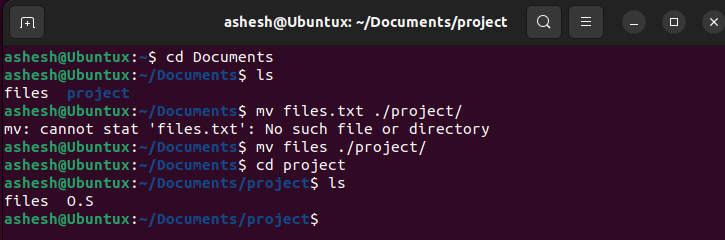 ashesh@Ubuntux: ~/Documents/project
ashesh@Ubuntux:~$ cd Documents
ashesh@Ubuntux:~/Documents$ ls
files  project
ashesh@Ubuntux:~/Documents$ mv files.txt ./project/
mv: cannot stat 'files.txt': No such file or directory
ashesh@Ubuntux:~/Documents$ mv files ./project/
ashesh@Ubuntux:~/Documents$ cd project
ashesh@Ubuntux:~/Documents/project$ ls
files  O.S
ashesh@Ubuntux:~/Documents/project$